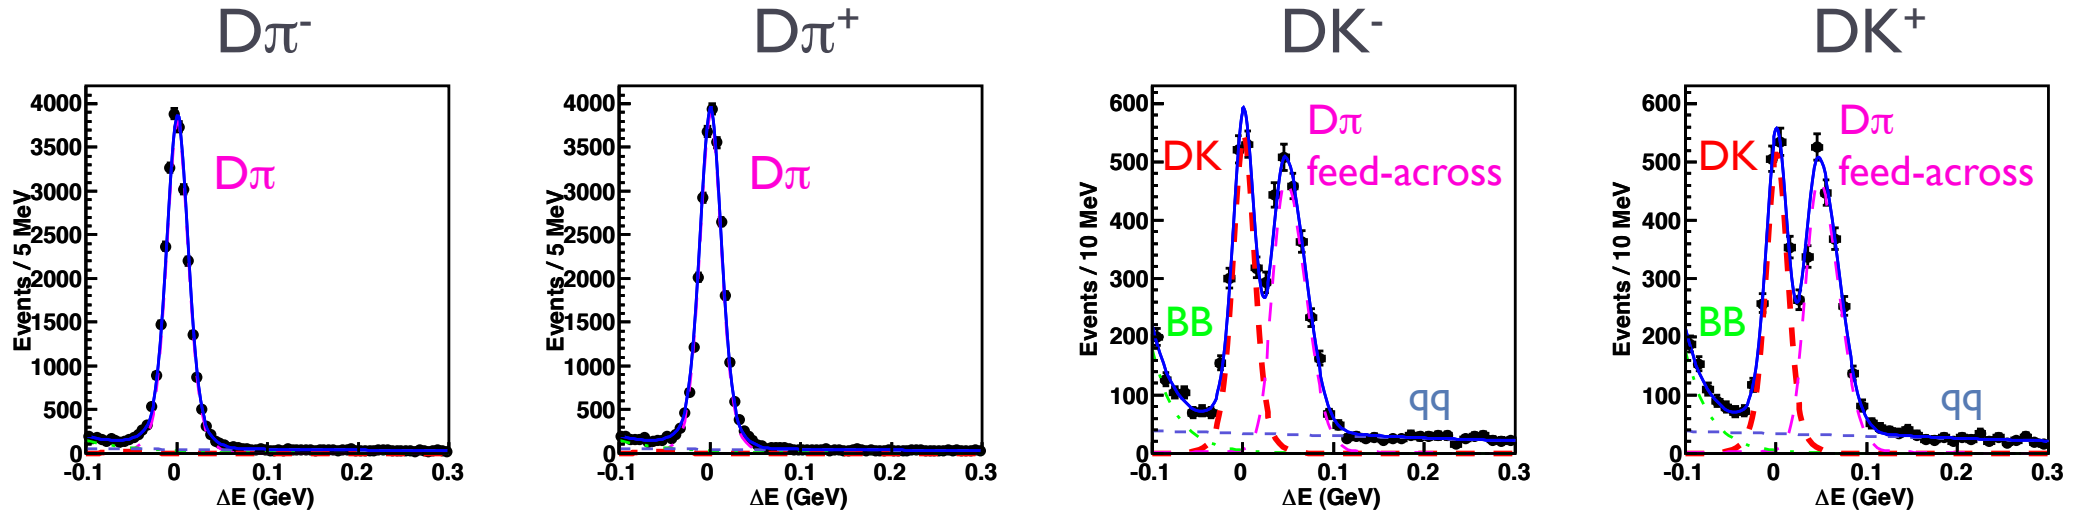 Dπ-
Dπ+
DK-
DK+
Events / 5 MeV
4000
3500
3000
2500
2000
1500
1000
500
0
Dπ
-0.1
0
0.1
0.2
0.3
ΔE (GeV)
Events / 5 MeV
4000
3500
3000
2500
2000
1500
1000
500
0
Dπ
-0.1
0
0.1
0.2
0.3
ΔE (GeV)
Events / 10 MeV
600
500
400
300
200
100
0
DK
Dπ
feed-across
BB
qq
-0.1
0
0.1
0.2
0.3
ΔE (GeV)
Events / 10 MeV
600
500
400
300
200
100
0
DK
Dπ
feed-across
BB
qq
-0.1
0
0.1
0.2
0.3
ΔE (GeV)